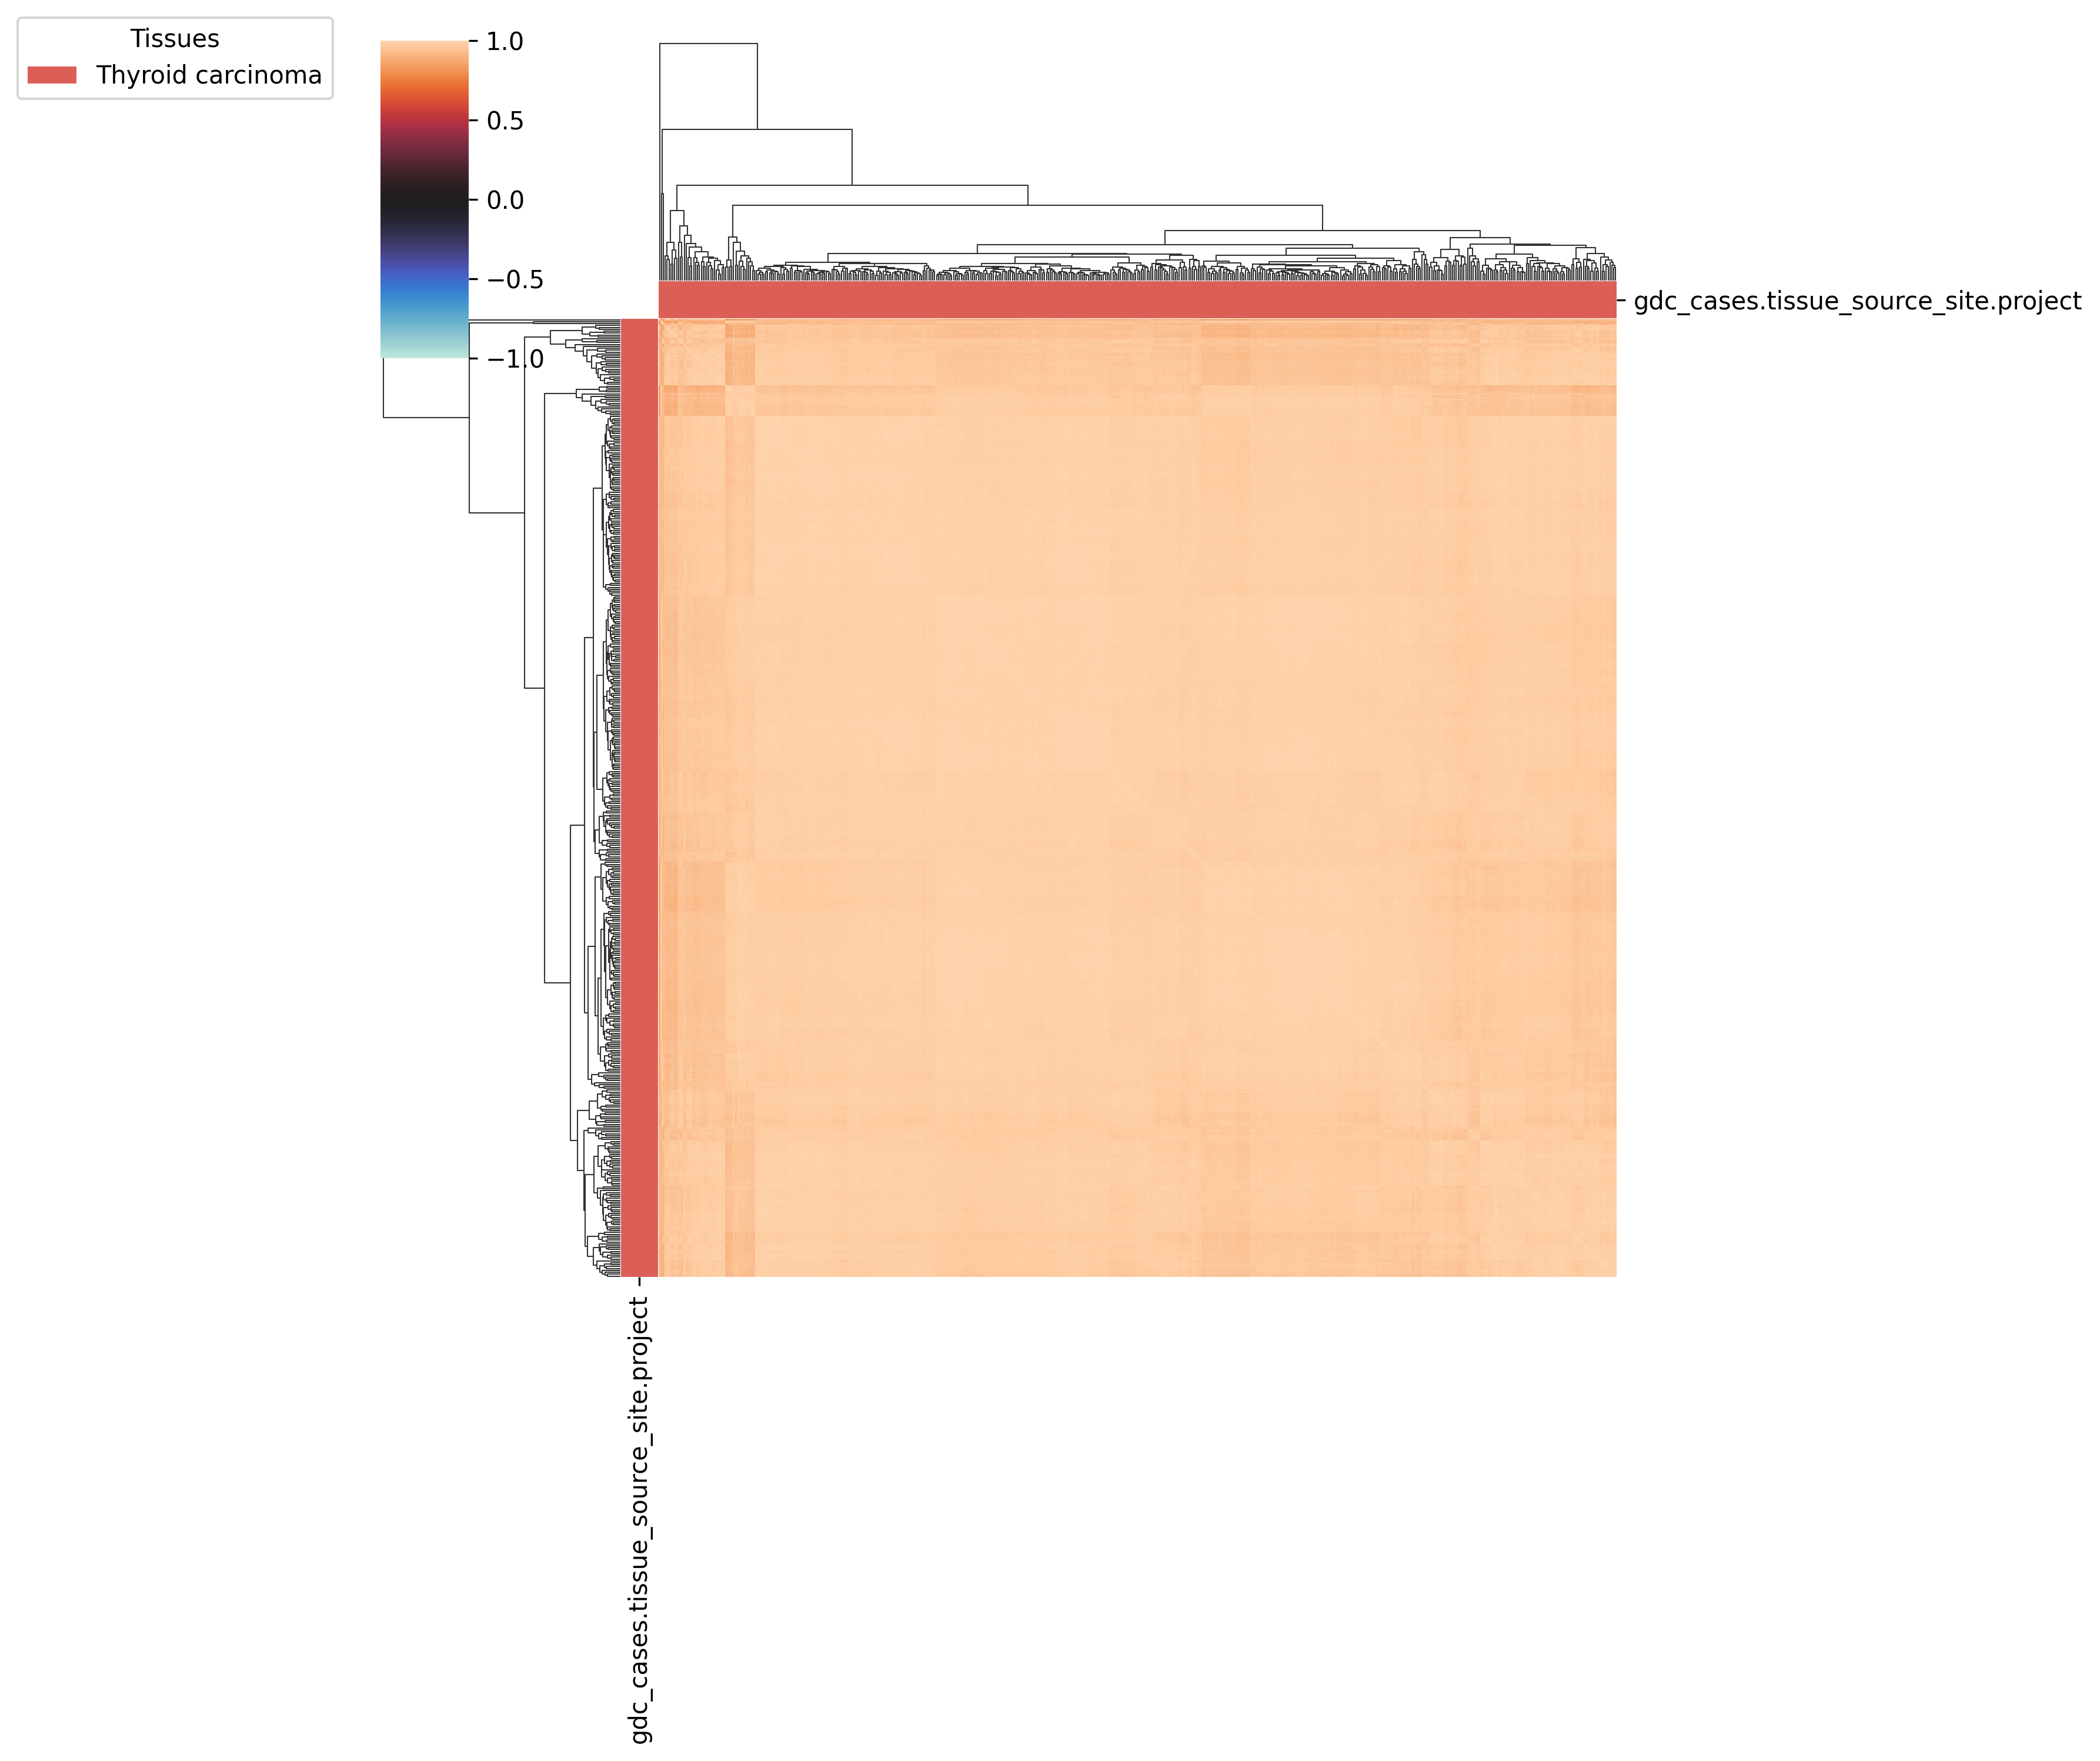 Tissues
Thyroid carcinoma
1.0
0.5
0.0
−0.5
−1.0
gdc_cases.tissue_source_site.project
gdc_cases.tissue_source_site.project